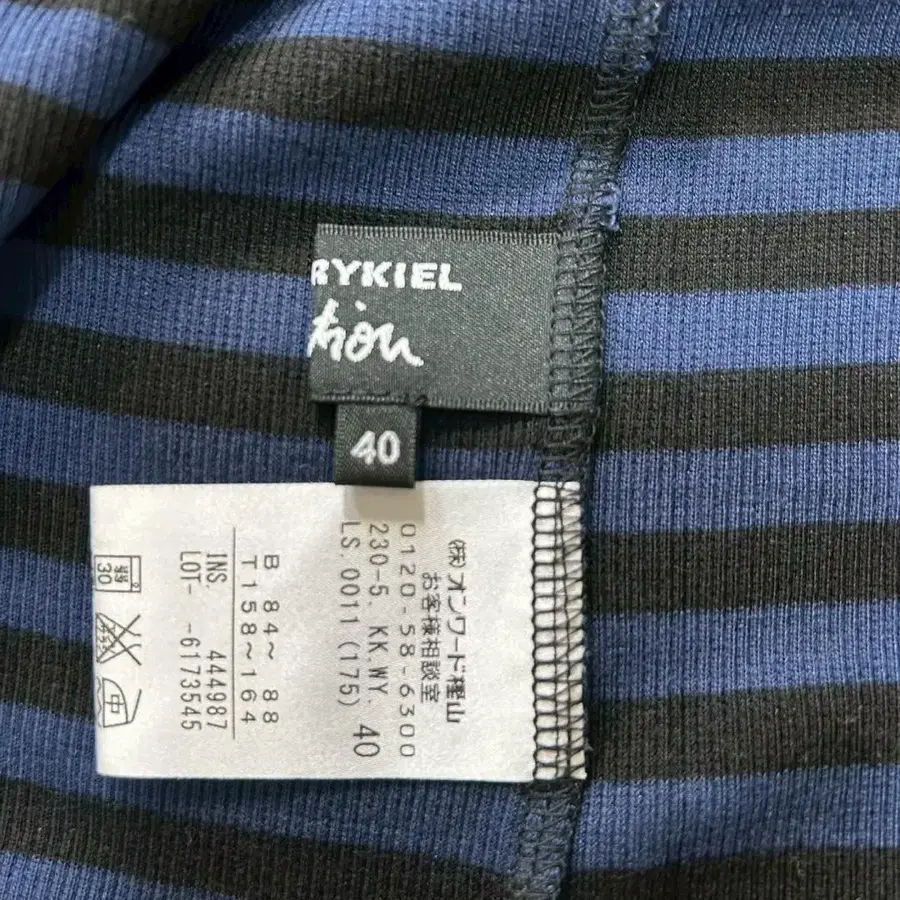 RYKIEL
tion
40
(株)オンワード樫山
お客様相談室
0120-58-6300
230-5. KK.WY. 40
LS. 0011 (175)
B 84～ 88
T158～164
INS. 444987
LOT- -6173545
30